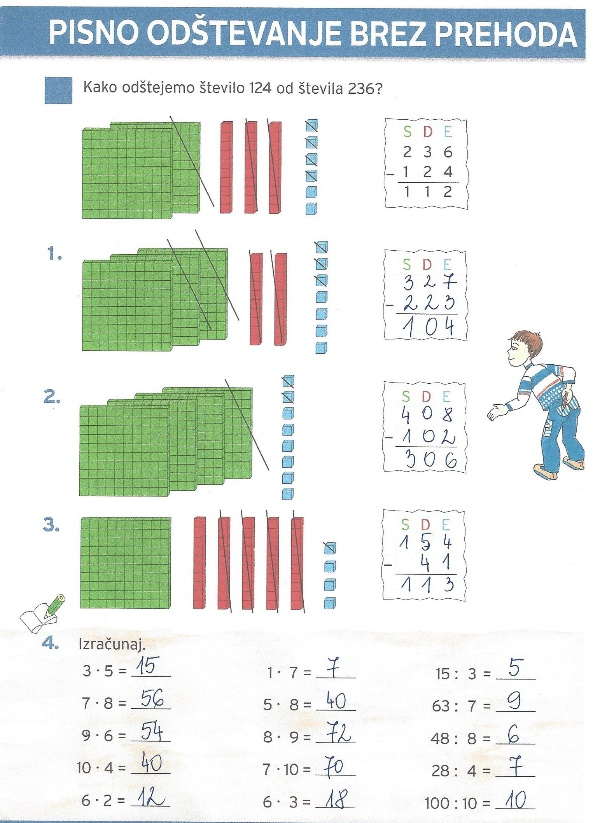 PISNO ODŠTEVANJE BREZ PREHODA
Kako odštejemo število 124 od števila 236?
S D E
2 3 6
- 1 2 4
1 1 2
1.
S D E
3 2 7
- 2 2 3
1 0 4
2.
S D E
4 0 8
- 1 0 2
3 0 6
3.
S D E
1 5 4
- 4 1
1 1 3
4. Izračunaj.
3 · 5 = 15
7 · 8 = 56
9 · 6 = 54
10 · 4 = 40
6 · 2 = 12
1 · 7 = 7
5 · 8 = 40
8 · 9 = 72
7 · 10 = 70
6 · 3 = 18
15 : 3 = 5
63 : 7 = 9
48 : 8 = 6
28 : 4 = 7
100 : 10 = 10